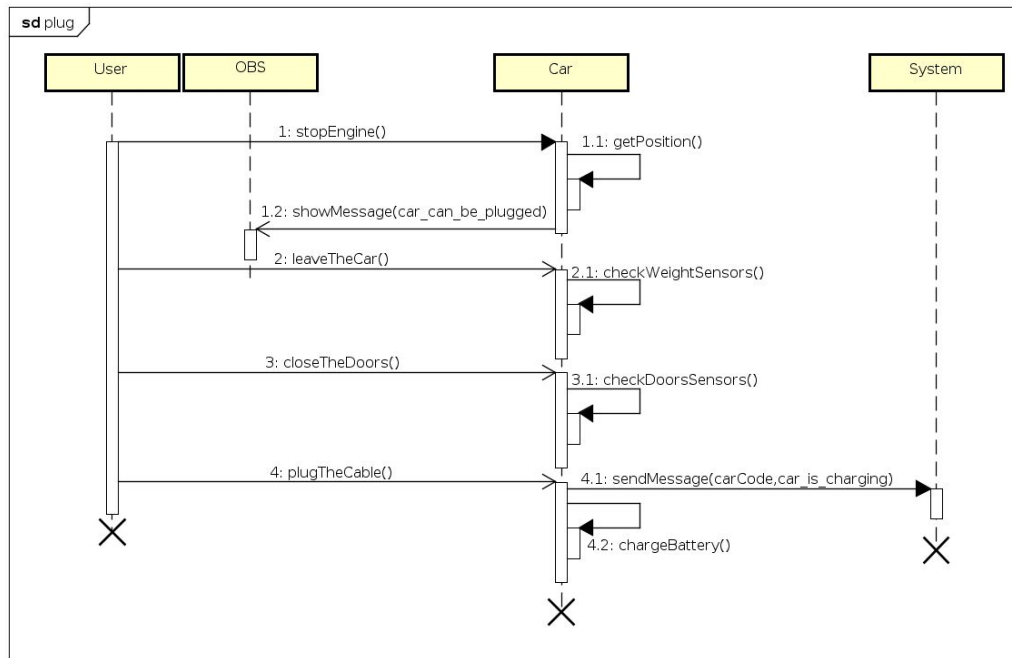 sd plug
User
OBS
Car
System
1: stopEngine()
1.1: getPosition()
1.2: showMessage(car_can_be_plugged)
2: leaveTheCar()
2.1: checkWeightSensors()
3: closeTheDoors()
3.1: checkDoorsSensors()
4: plugTheCable()
4.1: sendMessage(carCode,car_is_charging)
4.2: chargeBattery()